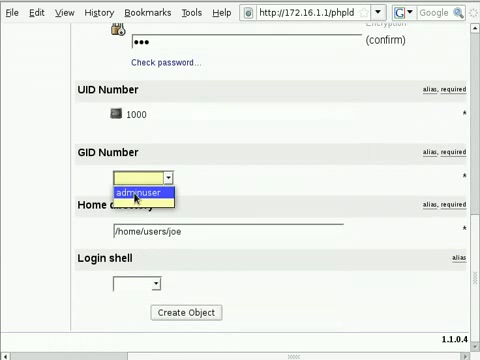 File Edit View History Bookmarks Tools Help http://172.16.1.1/phpld Google
Encryption
(confirm)
Check password...
UID Number alias, required
1000 *
GID Number alias, required
*
adminuser
Home directory alias, required
/home/users/joe *
Login shell alias
Create Object
1.1.0.4